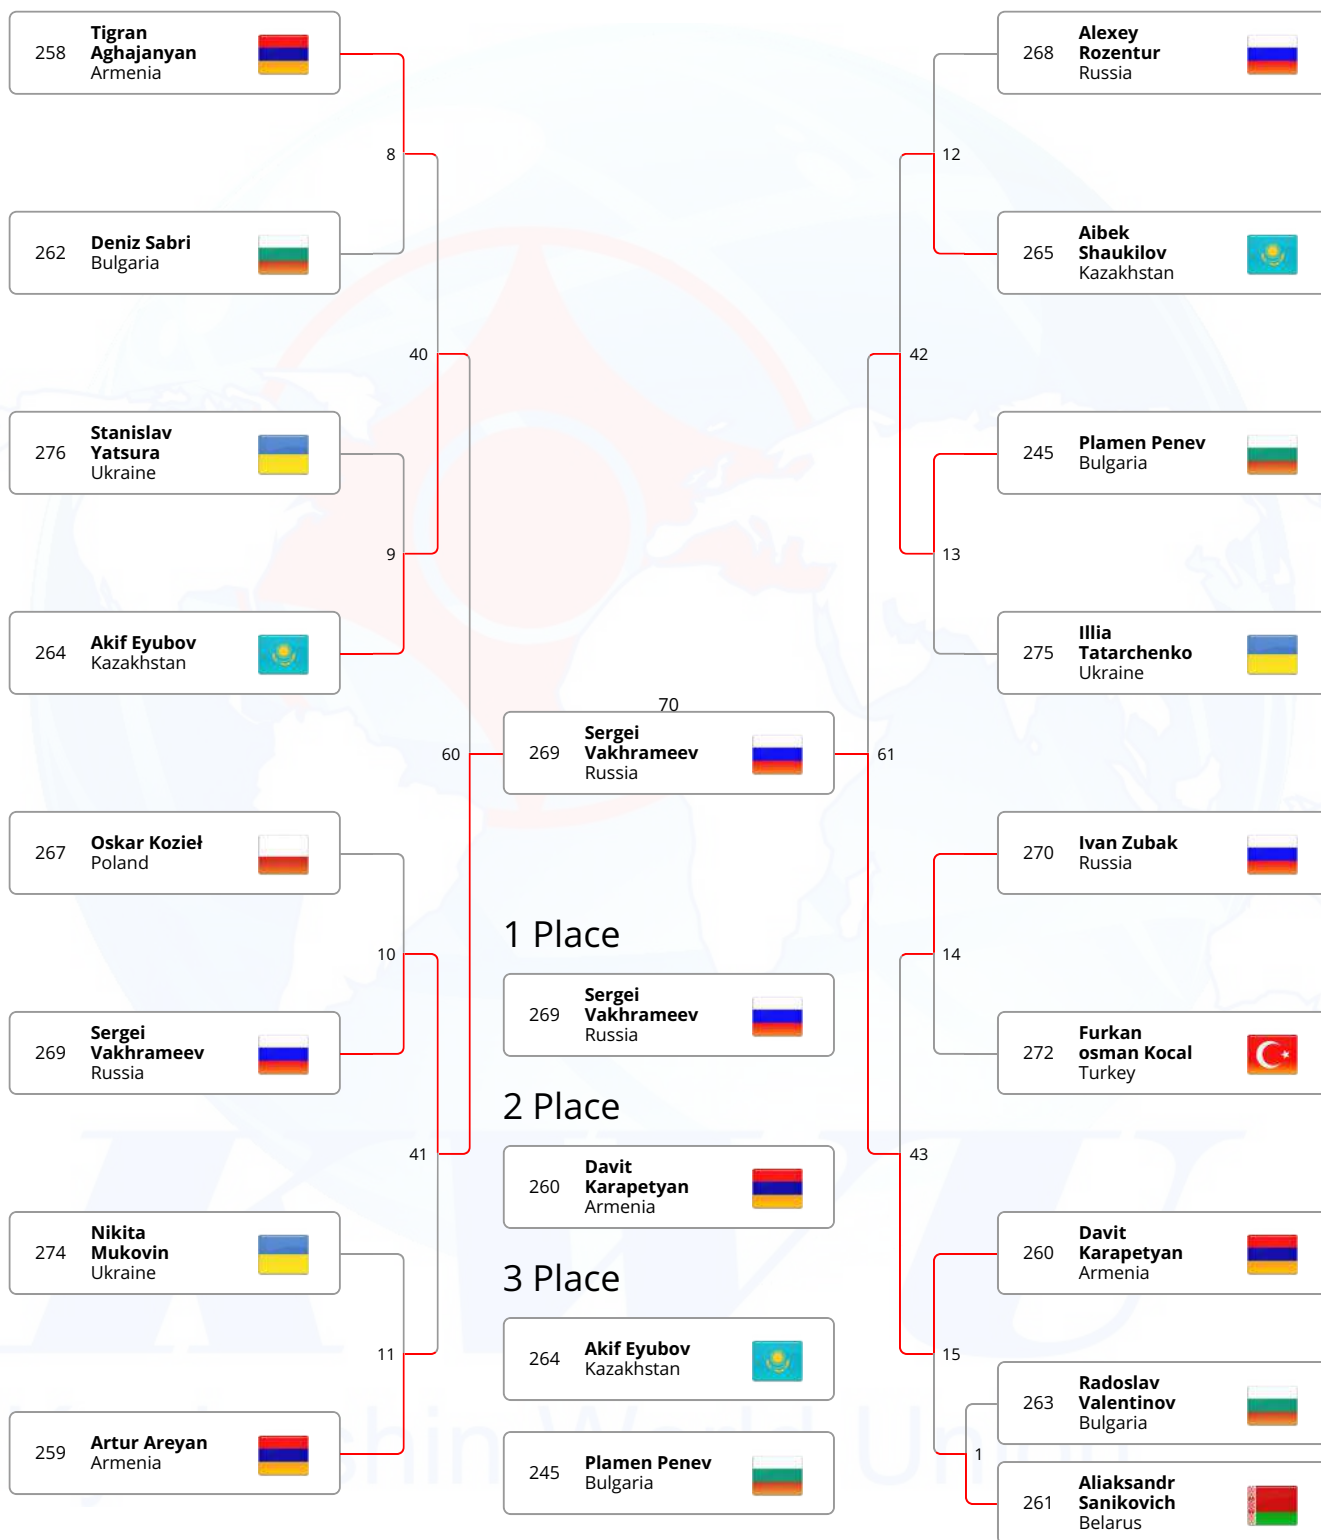 258
Tigran
Aghajanyan
Armenia
8
262
Deniz Sabri
Bulgaria
40
276
Stanislav
Yatsura
Ukraine
9
264
Akif Eyubov
Kazakhstan
60
267
Oskar Kozieł
Poland
10
269
Sergei
Vakhrameev
Russia
41
274
Nikita
Mukovin
Ukraine
11
259
Artur Areyan
Armenia
70
269
Sergei
Vakhrameev
Russia
1 Place
269
Sergei
Vakhrameev
Russia
2 Place
260
Davit
Karapetyan
Armenia
3 Place
264
Akif Eyubov
Kazakhstan
245
Plamen Penev
Bulgaria
268
Alexey
Rozentur
Russia
12
265
Aibek
Shaukilov
Kazakhstan
42
245
Plamen Penev
Bulgaria
13
275
Illia
Tatarchenko
Ukraine
61
270
Ivan Zubak
Russia
14
272
Furkan
osman Kocal
Turkey
43
260
Davit
Karapetyan
Armenia
15
263
Radoslav
Valentinov
Bulgaria
1
261
Aliaksandr
Sanikovich
Belarus
KWU